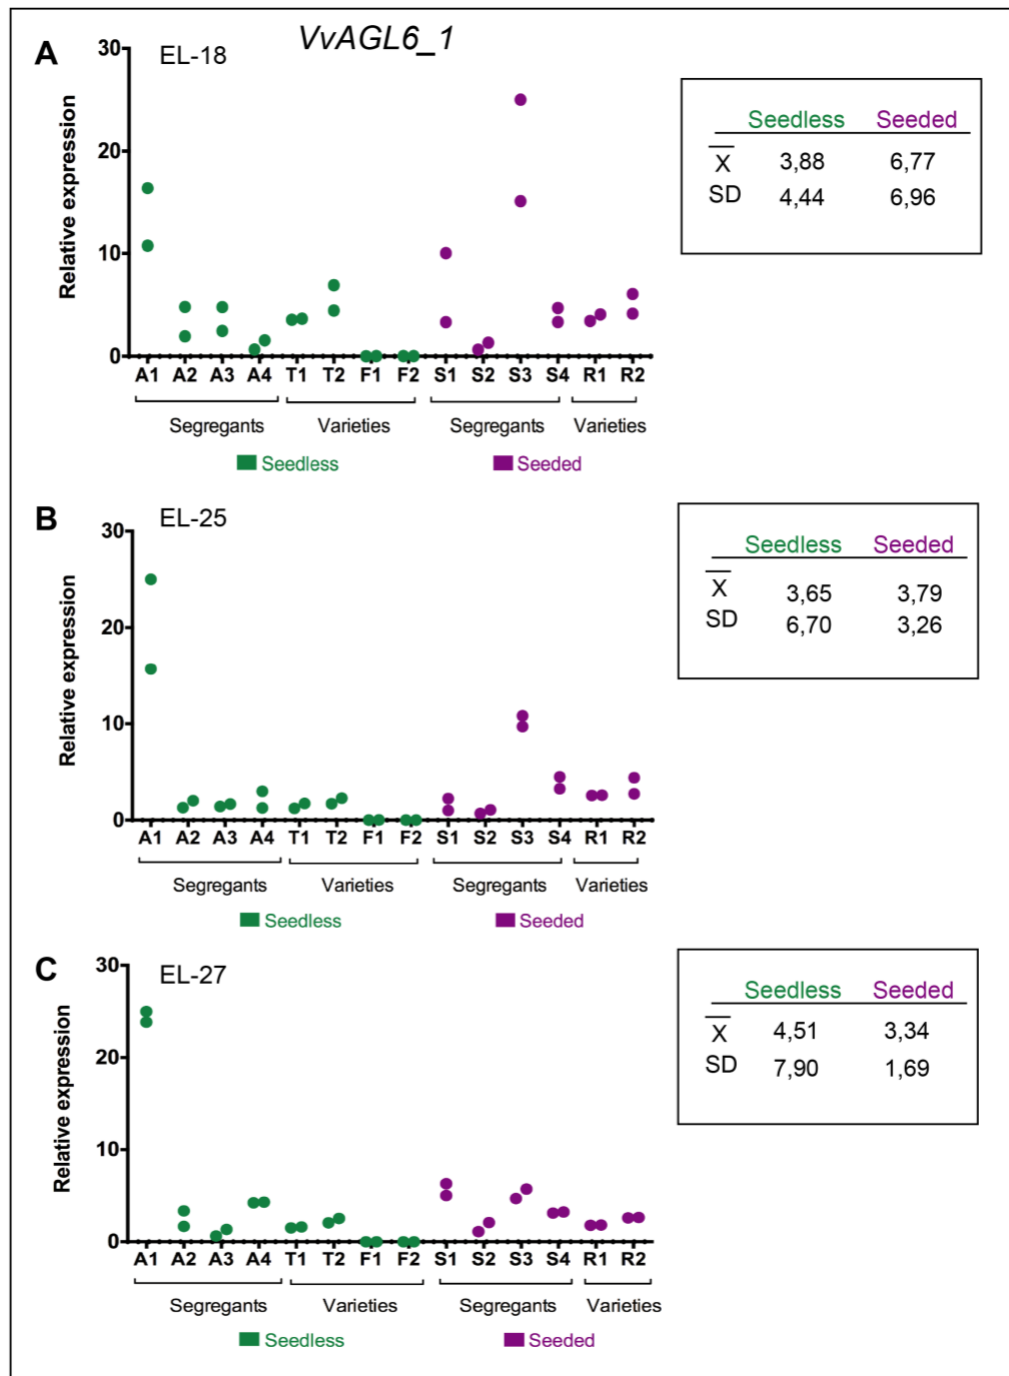 VvAGL6_1
A
EL-18
Relative expression
30
20
10
0
A1 A2 A3 A4 T1 T2 F1 F2 S1 S2 S3 S4 R1 R2
Segregants Varieties Segregants Varieties
Seedless Seeded
Seedless Seeded
X 3,88 6,77
SD 4,44 6,96
B
EL-25
Relative expression
30
20
10
0
A1 A2 A3 A4 T1 T2 F1 F2 S1 S2 S3 S4 R1 R2
Segregants Varieties Segregants Varieties
Seedless Seeded
Seedless Seeded
X 3,65 3,79
SD 6,70 3,26
C
EL-27
Relative expression
30
20
10
0
A1 A2 A3 A4 T1 T2 F1 F2 S1 S2 S3 S4 R1 R2
Segregants Varieties Segregants Varieties
Seedless Seeded
Seedless Seeded
X 4,51 3,34
SD 7,90 1,69